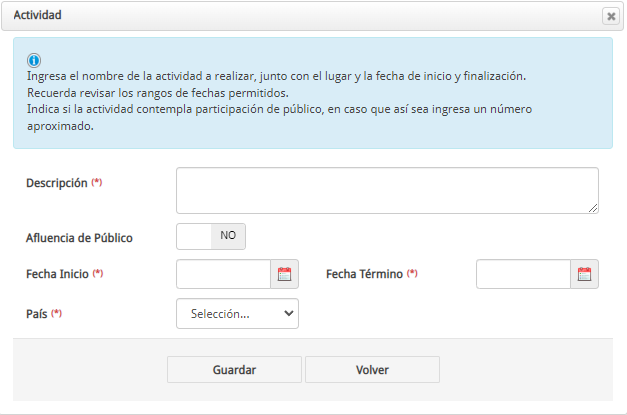 Actividad
Ingresa el nombre de la actividad a realizar, junto con el lugar y la fecha de inicio y finalización.
Recuerda revisar los rangos de fechas permitidos.
Indica si la actividad contempla participación de público, en caso que así sea ingresa un número
aproximado.
Descripción (*)
Afluencia de Público NO
Fecha Inicio (*) Fecha Término (*)
País (*) Selección...
Guardar Volver